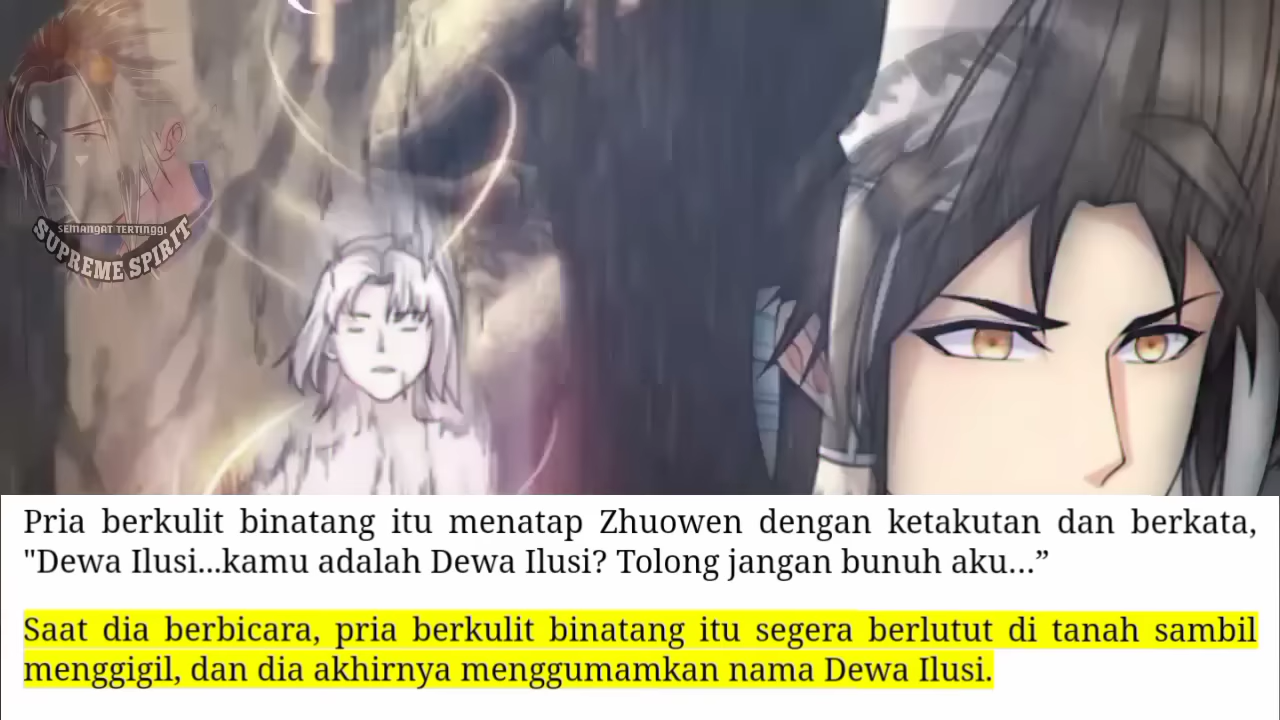 SEMANGAT TERTINGGI
SUPREME SPIRIT
Pria berkulit binatang itu menatap Zhuowen dengan ketakutan dan berkata,
"Dewa Ilusi...kamu adalah Dewa Ilusi? Tolong jangan bunuh aku...”
Saat dia berbicara, pria berkulit binatang itu segera berlutut di tanah sambil
menggigil, dan dia akhirnya menggumamkan nama Dewa Ilusi.